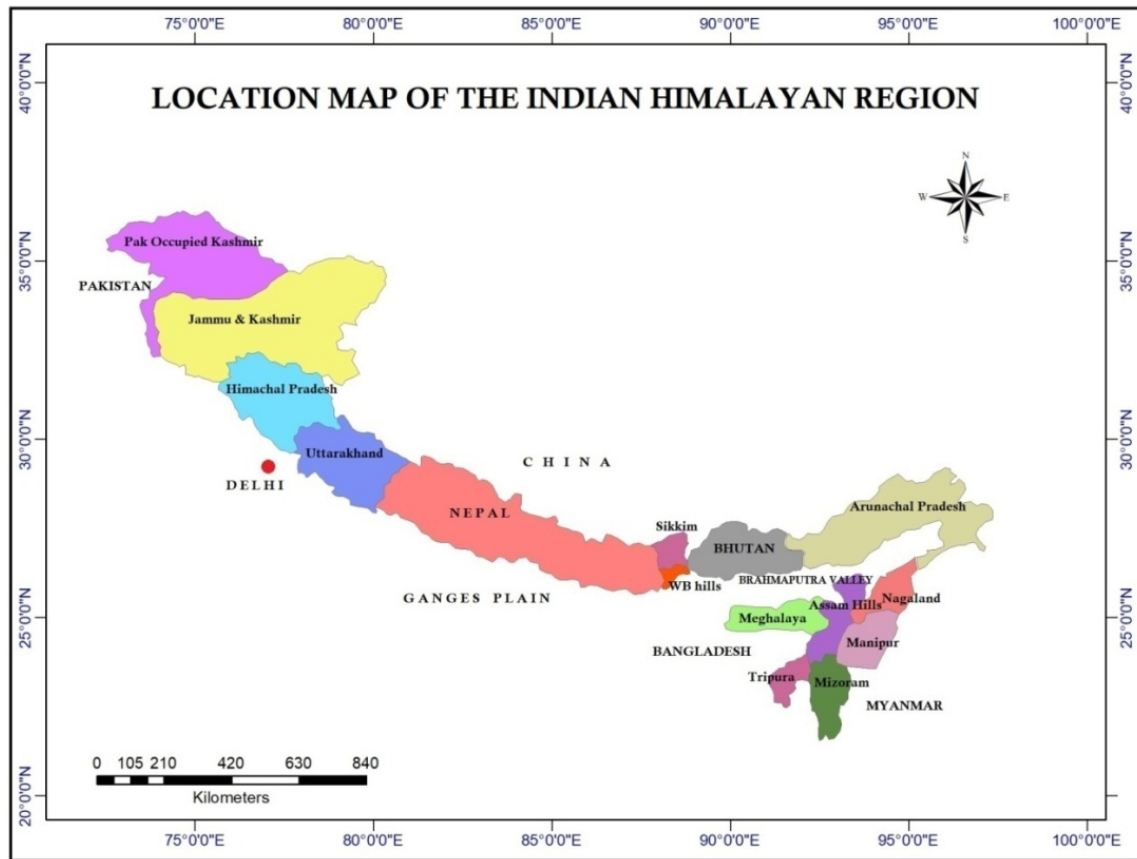 75°0'0"E 80°0'0"E 85°0'0"E 90°0'0"E 95°0'0"E 100°0'0"E
40°0'0"N 40°0'0"N
LOCATION MAP OF THE INDIAN HIMALAYAN REGION
N
W E
S
Pak Occupied Kashmir
35°0'0"N 35°0'0"N
PAKISTAN
Jammu & Kashmir
Himachal Pradesh
30°0'0"N 30°0'0"N
Uttarakhand
CHINA
DELHI
NEPAL
Arunachal Pradesh
Sikkim
BHUTAN
BRAHMAPUTRA VALLEY
WB hills
GANGES PLAIN
Assam Hills
Nagaland
Meghalaya
25°0'0"N 25°0'0"N
Manipur
BANGLADESH
Tripura
Mizoram
MYANMAR
0 105 210 420 630 840
Kilometers
20°0'0"N 20°0'0"N
75°0'0"E 80°0'0"E 85°0'0"E 90°0'0"E 95°0'0"E 100°0'0"E